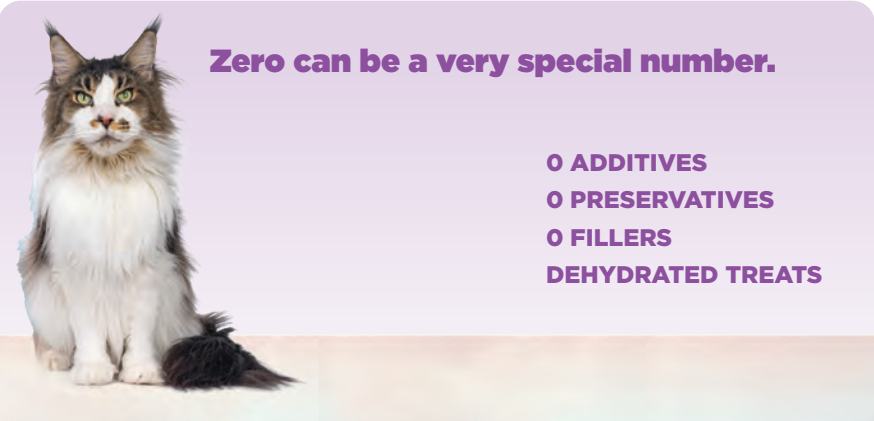 Zero can be a very special number.
0 ADDITIVES
0 PRESERVATIVES
0 FILLERS
DEHYDRATED TREATS